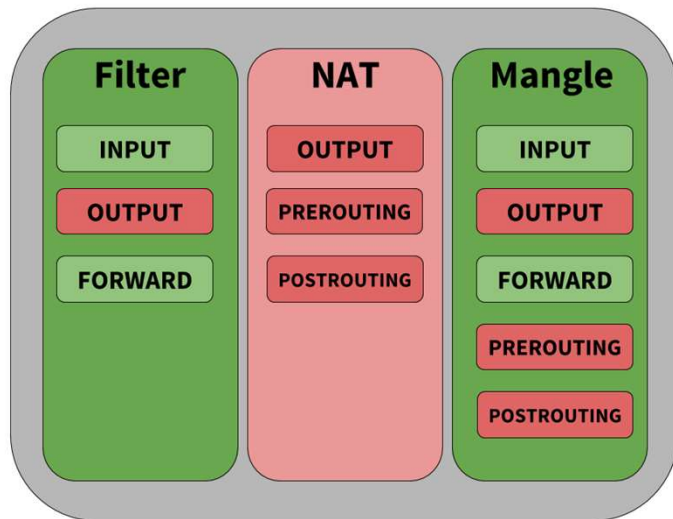 Filter
INPUT
OUTPUT
FORWARD
NAT
OUTPUT
PREROUTING
POSTROUTING
Mangle
INPUT
OUTPUT
FORWARD
PREROUTING
POSTROUTING